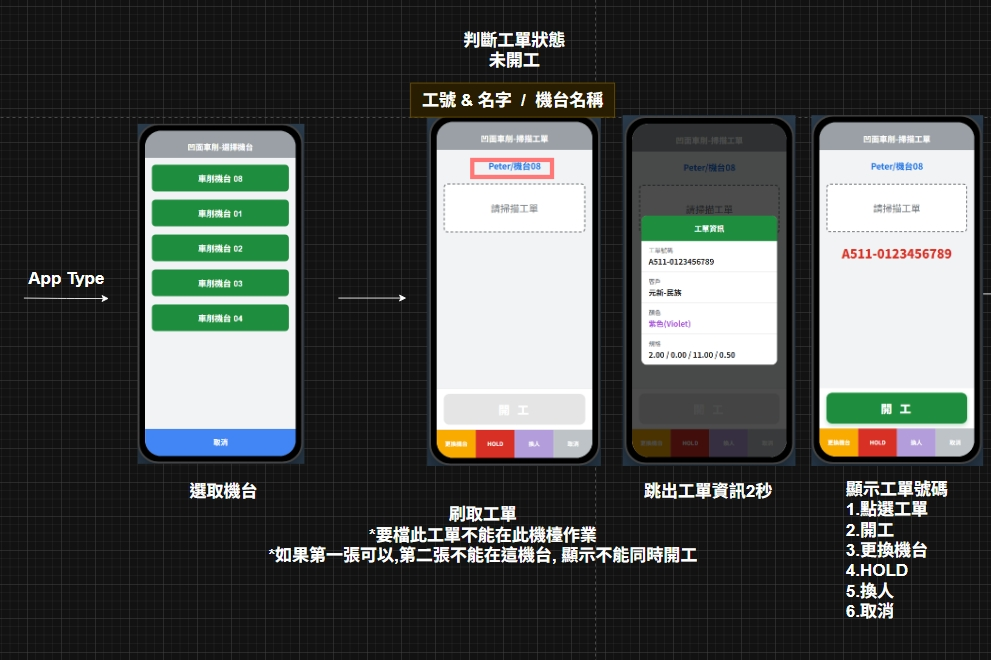 判斷工單狀態
未開工
工號 & 名字 / 機台名稱
App Type
凹面車削-選擇機台
車削機台 08
車削機台 01
車削機台 02
車削機台 03
車削機台 04
取消
選取機台
凹面車削-掃描工單
Peter/機台08
請掃描工單
開 工
更換機台
HOLD
換人
取消
刷取工單
*要檔此工單不能在此機檯作業
*如果第一張可以,第二張不能在這機台, 顯示不能同時開工
凹面車削-掃描工單
Peter/機台08
請掃描工單
工單資訊
工單號碼
A511-0123456789
客戶
元新-民族
顏色
紫色(Violet)
規格
2.00 / 0.00 / 11.00 / 0.50
開 工
更換機台
HOLD
換人
取消
跳出工單資訊2秒
凹面車削-掃描工單
Peter/機台08
請掃描工單
A511-0123456789
開 工
更換機台
HOLD
換人
取消
顯示工單號碼
1.點選工單
2.開工
3.更換機台
4.HOLD
5.換人
6.取消